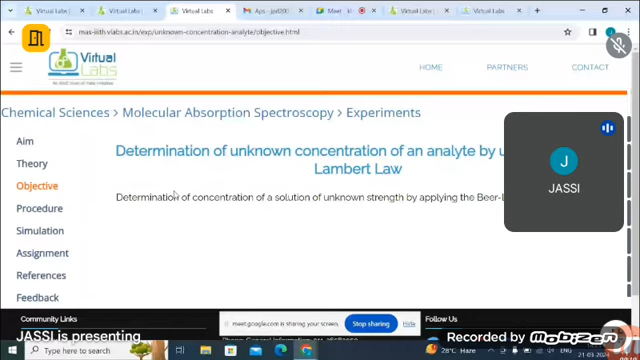 Virtual Labs
Virtual Labs
Virtual Labs
Aps - jpd200
Meet
Virtual Labs
Virtual Labs
mas-iiith.vlabs.ac.in/exp/unknown-concentration-analyte/objective.html
Virtual
Labs
HOME
PARTNERS
CONTACT
Chemical Sciences > Molecular Absorption Spectroscopy > Experiments
Aim
Theory
Objective
Procedure
Simulation
Assignment
References
Feedback
Determination of unknown concentration of an analyte by u
Lambert Law
Determination of concentration of a solution of unknown strength by applying the Beer-L
J
JASSI
Community Links
Follow Us
meet.google.com is sharing your screen.
Stop sharing
Hide
JASSI is presenting
Recorded by
MOBIZEN
Type here to search
28°C Haze
ENG
21-03-2024